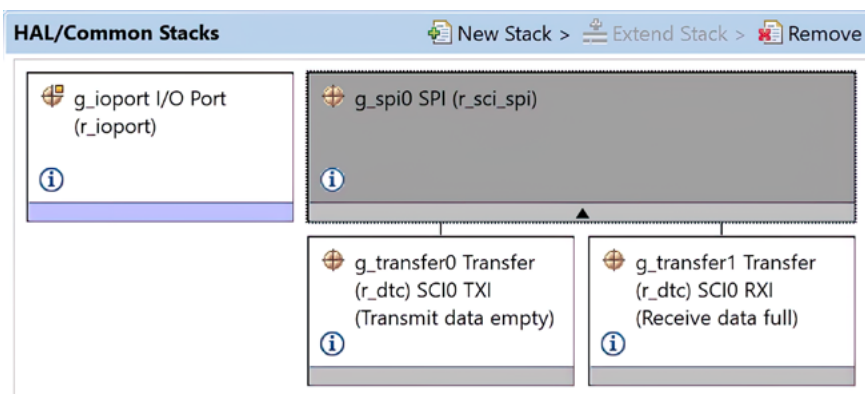 HAL/Common Stacks
New Stack > Extend Stack > Remove
g_ioport I/O Port
(r_ioport)
g_spi0 SPI (r_sci_spi)
g_transfer0 Transfer
(r_dtc) SCI0 TXI
(Transmit data empty)
g_transfer1 Transfer
(r_dtc) SCI0 RXI
(Receive data full)